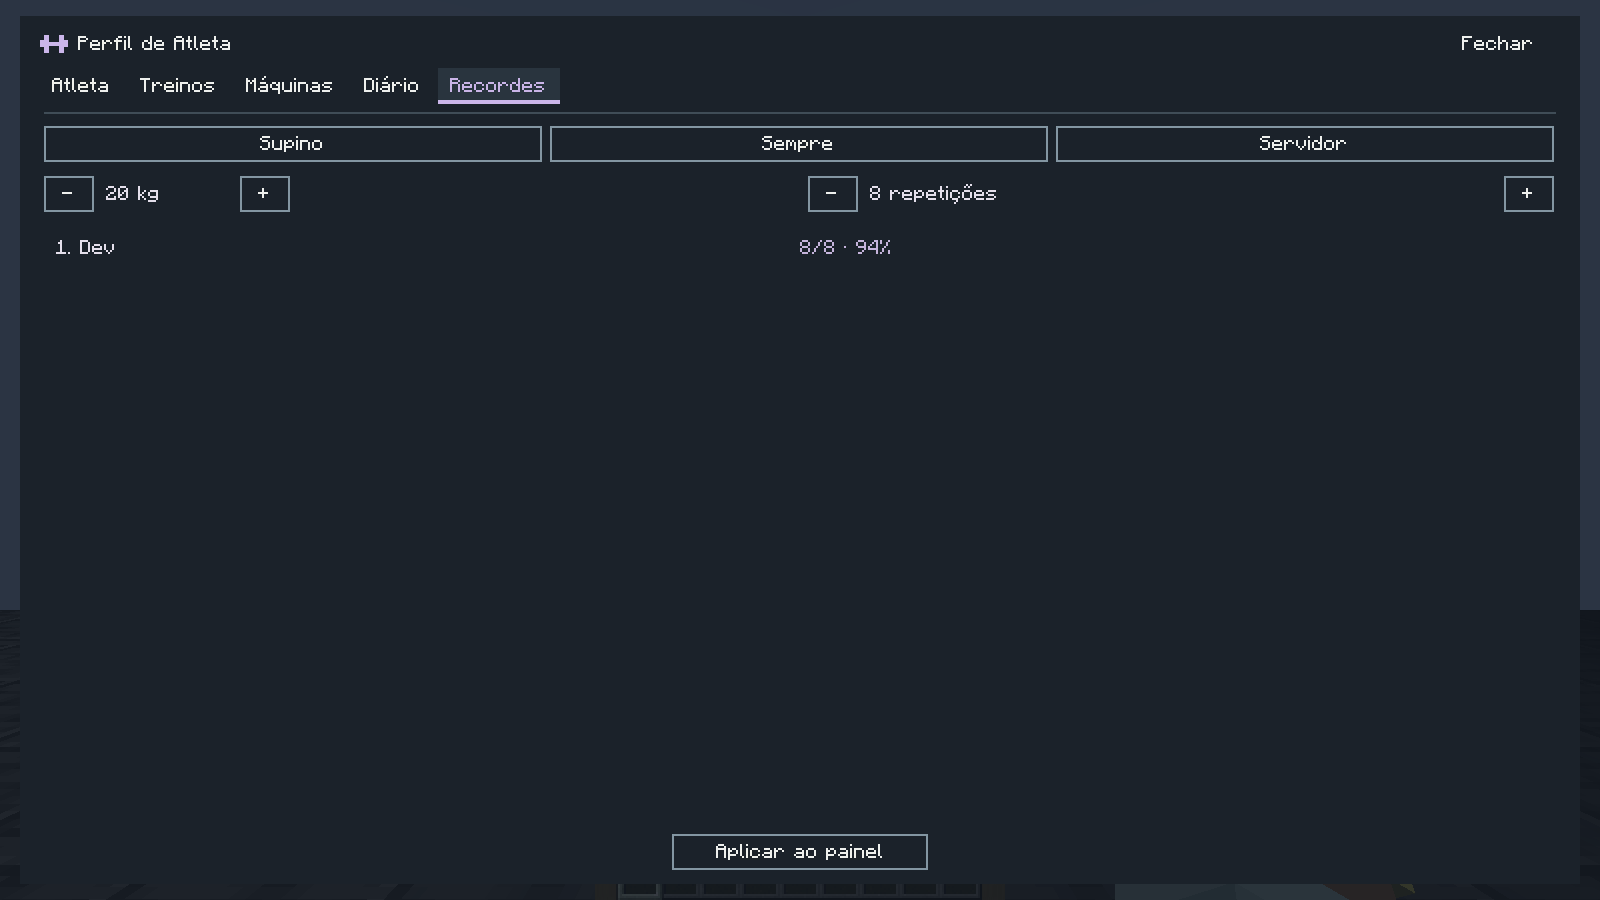 Perfil de Atleta
Fechar
Atleta Treinos Máquinas Diário Recordes
Supino Sempre Servidor
- 20 kg + - 8 repetições +
1. Dev 8/8 · 94%
Aplicar ao painel